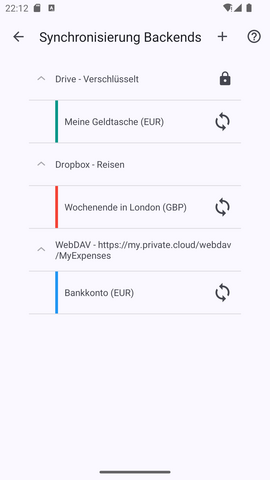 22:12
Synchronisierung Backends
Drive - Verschlüsselt
Meine Geldtasche (EUR)
Dropbox - Reisen
Wochenende in London (GBP)
WebDAV - https://my.private.cloud/webdav
/MyExpenses
Bankkonto (EUR)